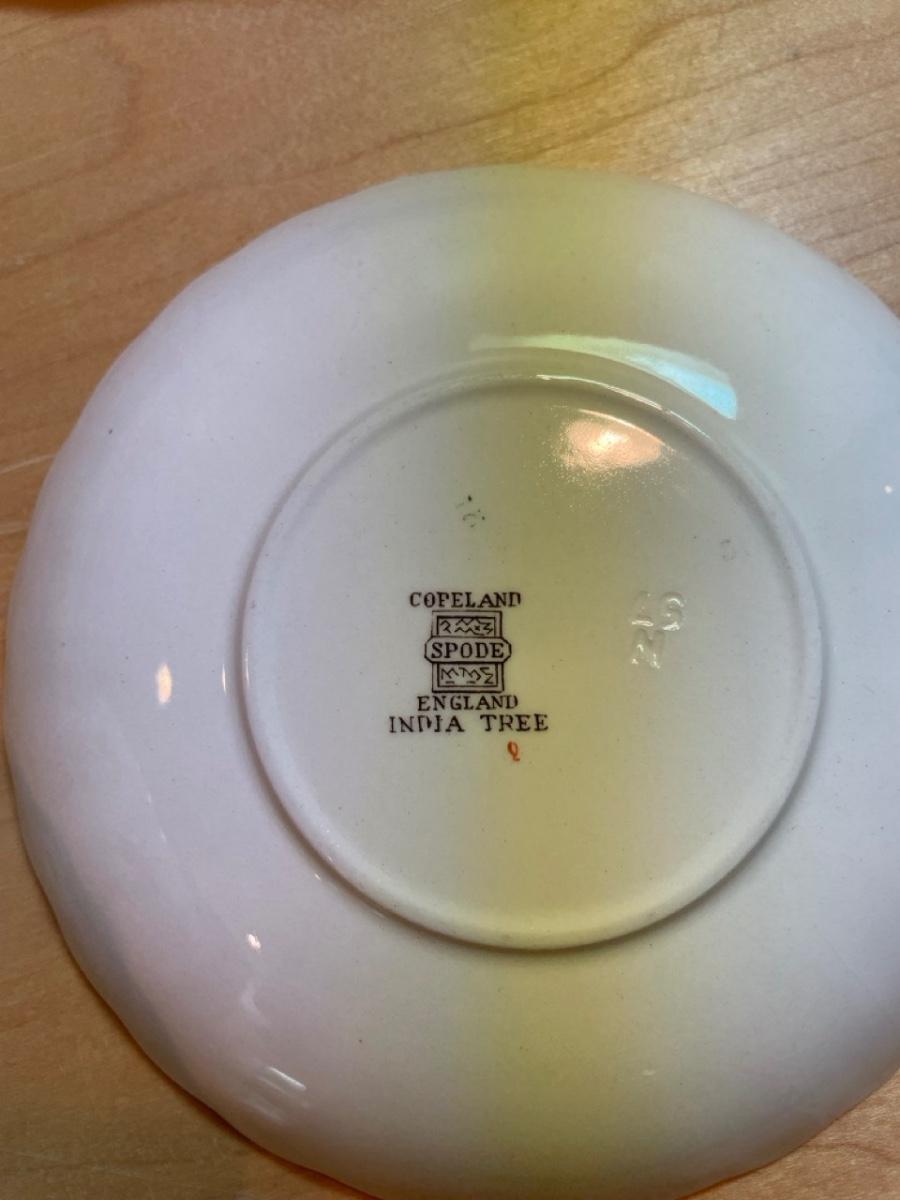 COPELAND
SPODE
ENGLAND
INDIA TREE
N